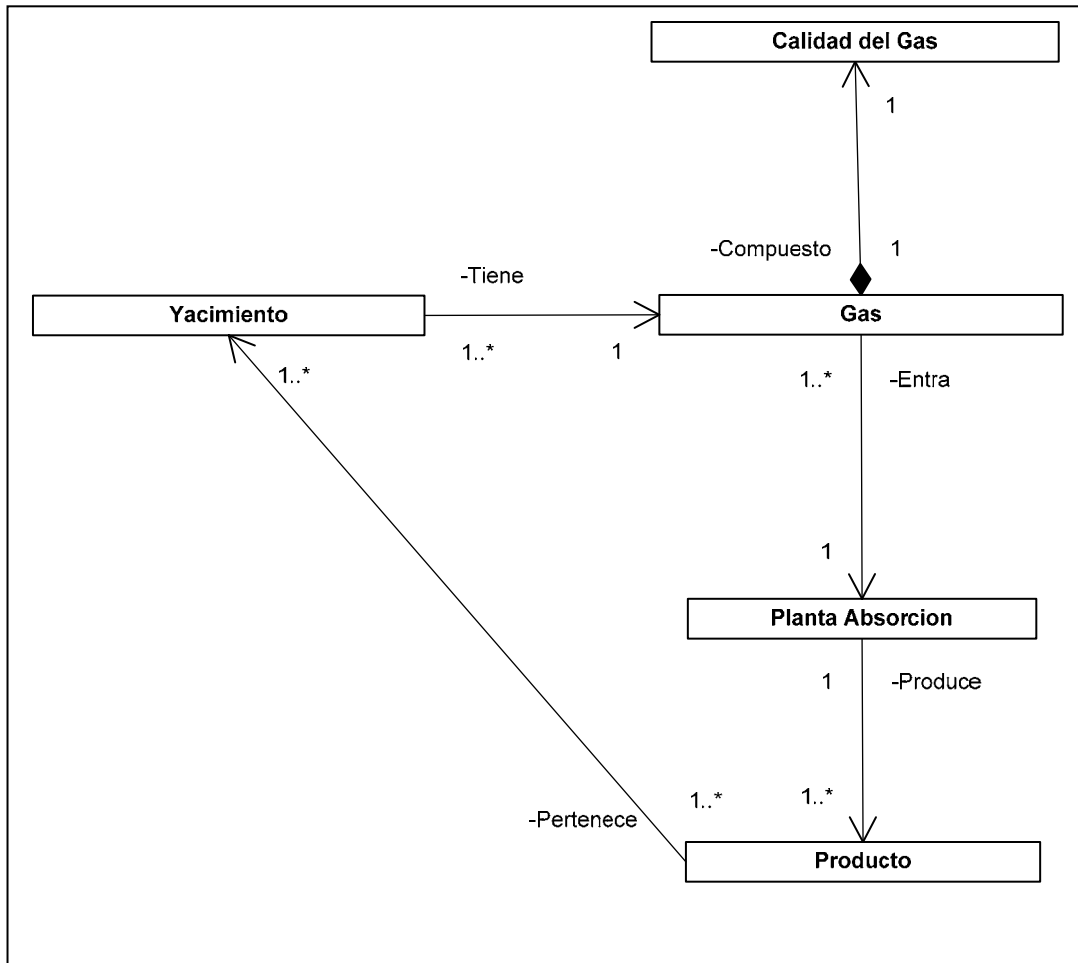 Calidad del Gas
1
-Compuesto 1
-Tiene
Yacimiento
Gas
1..* 1
1..*
1..* -Entra
1
Planta Absorcion
1 -Produce
1..* 1..*
-Pertenece
Producto